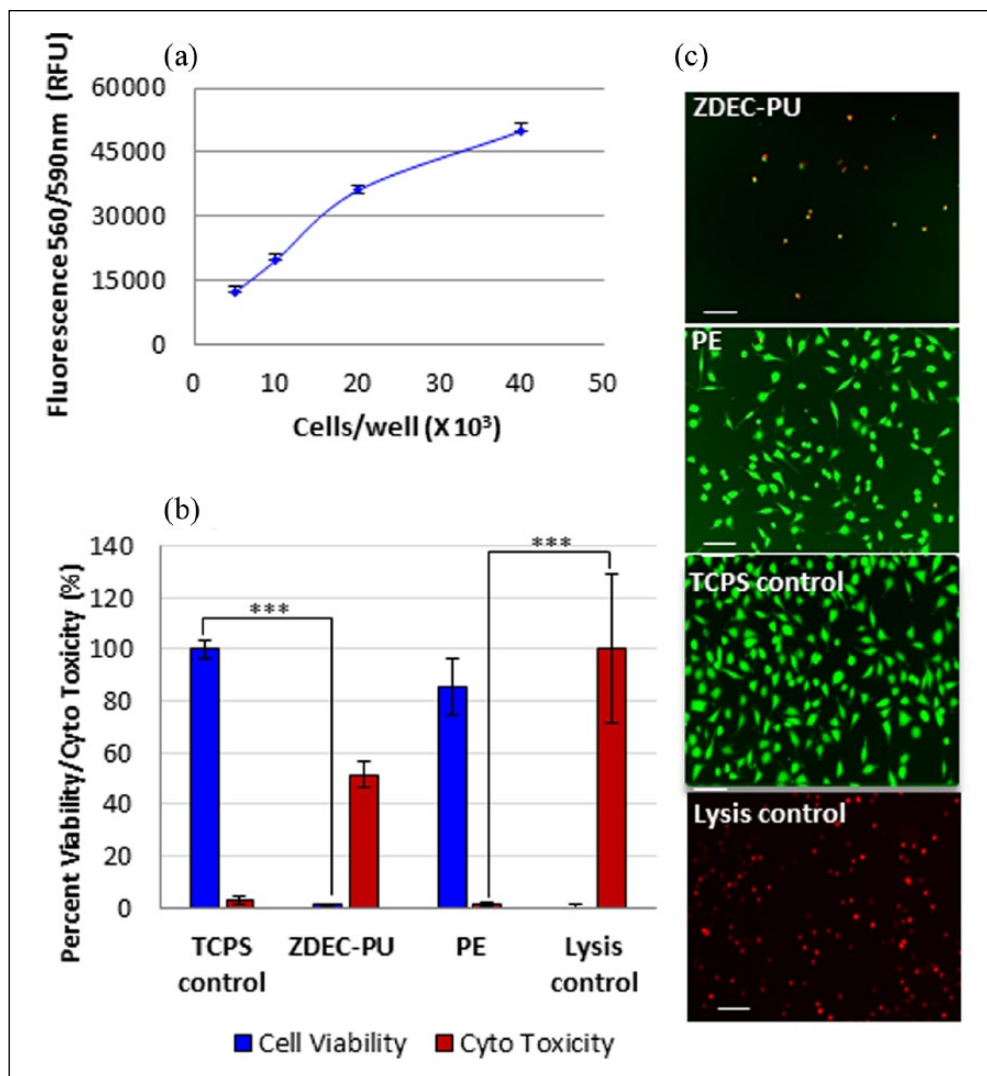 (a)
Fluorescence 560/590nm (RFU)
60000
45000
30000
15000
0
0 10 20 30 40 50
Cells/well (X 10³)
(b)
Percent Viability/Cyto Toxicity (%)
140
120
100
80
60
40
20
0
***
***
TCPS control
ZDEC-PU
PE
Lysis control
Cell Viability
Cyto Toxicity
(c)
ZDEC-PU
PE
TCPS control
Lysis control